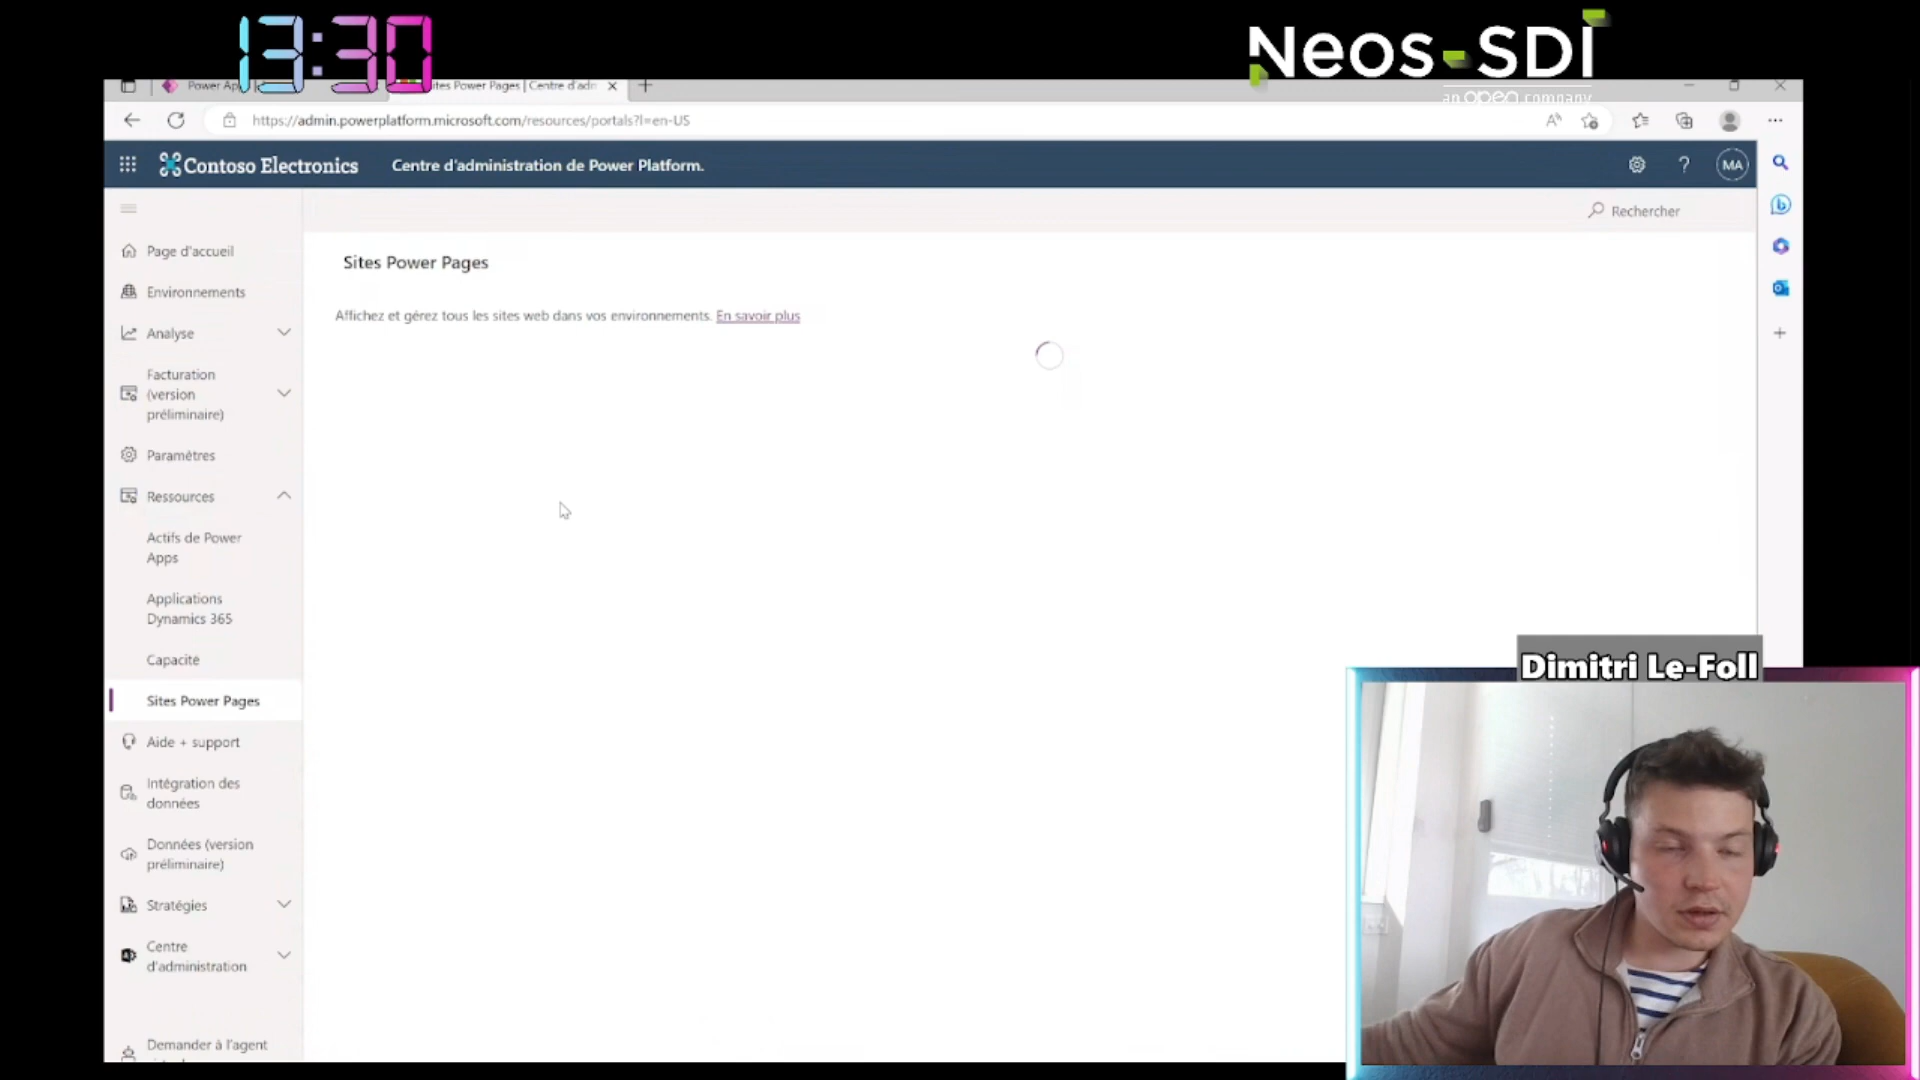 13:30
Neos-SDI
an open company
Power Ap
ites Power Pages | Centre d'adn
https://admin.powerplatform.microsoft.com/resources/portals?l=en-US
Contoso Electronics
Centre d'administration de Power Platform.
?
MA
Rechercher
Page d'accueil
Environnements
Analyse
Facturation
(version
préliminaire)
Paramètres
Ressources
Actifs de Power
Apps
Applications
Dynamics 365
Capacité
Sites Power Pages
Aide + support
Intégration des
données
Données (version
préliminaire)
Stratégies
Centre
d'administration
Demander à l'agent
Sites Power Pages
Affichez et gérez tous les sites web dans vos environnements. En savoir plus
Dimitri Le-Foll